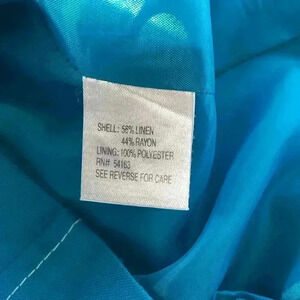 SHELL: 56% LINEN
44% RAYON
LINING: 100% POLYESTER
RN# 54163
SEE REVERSE FOR CARE